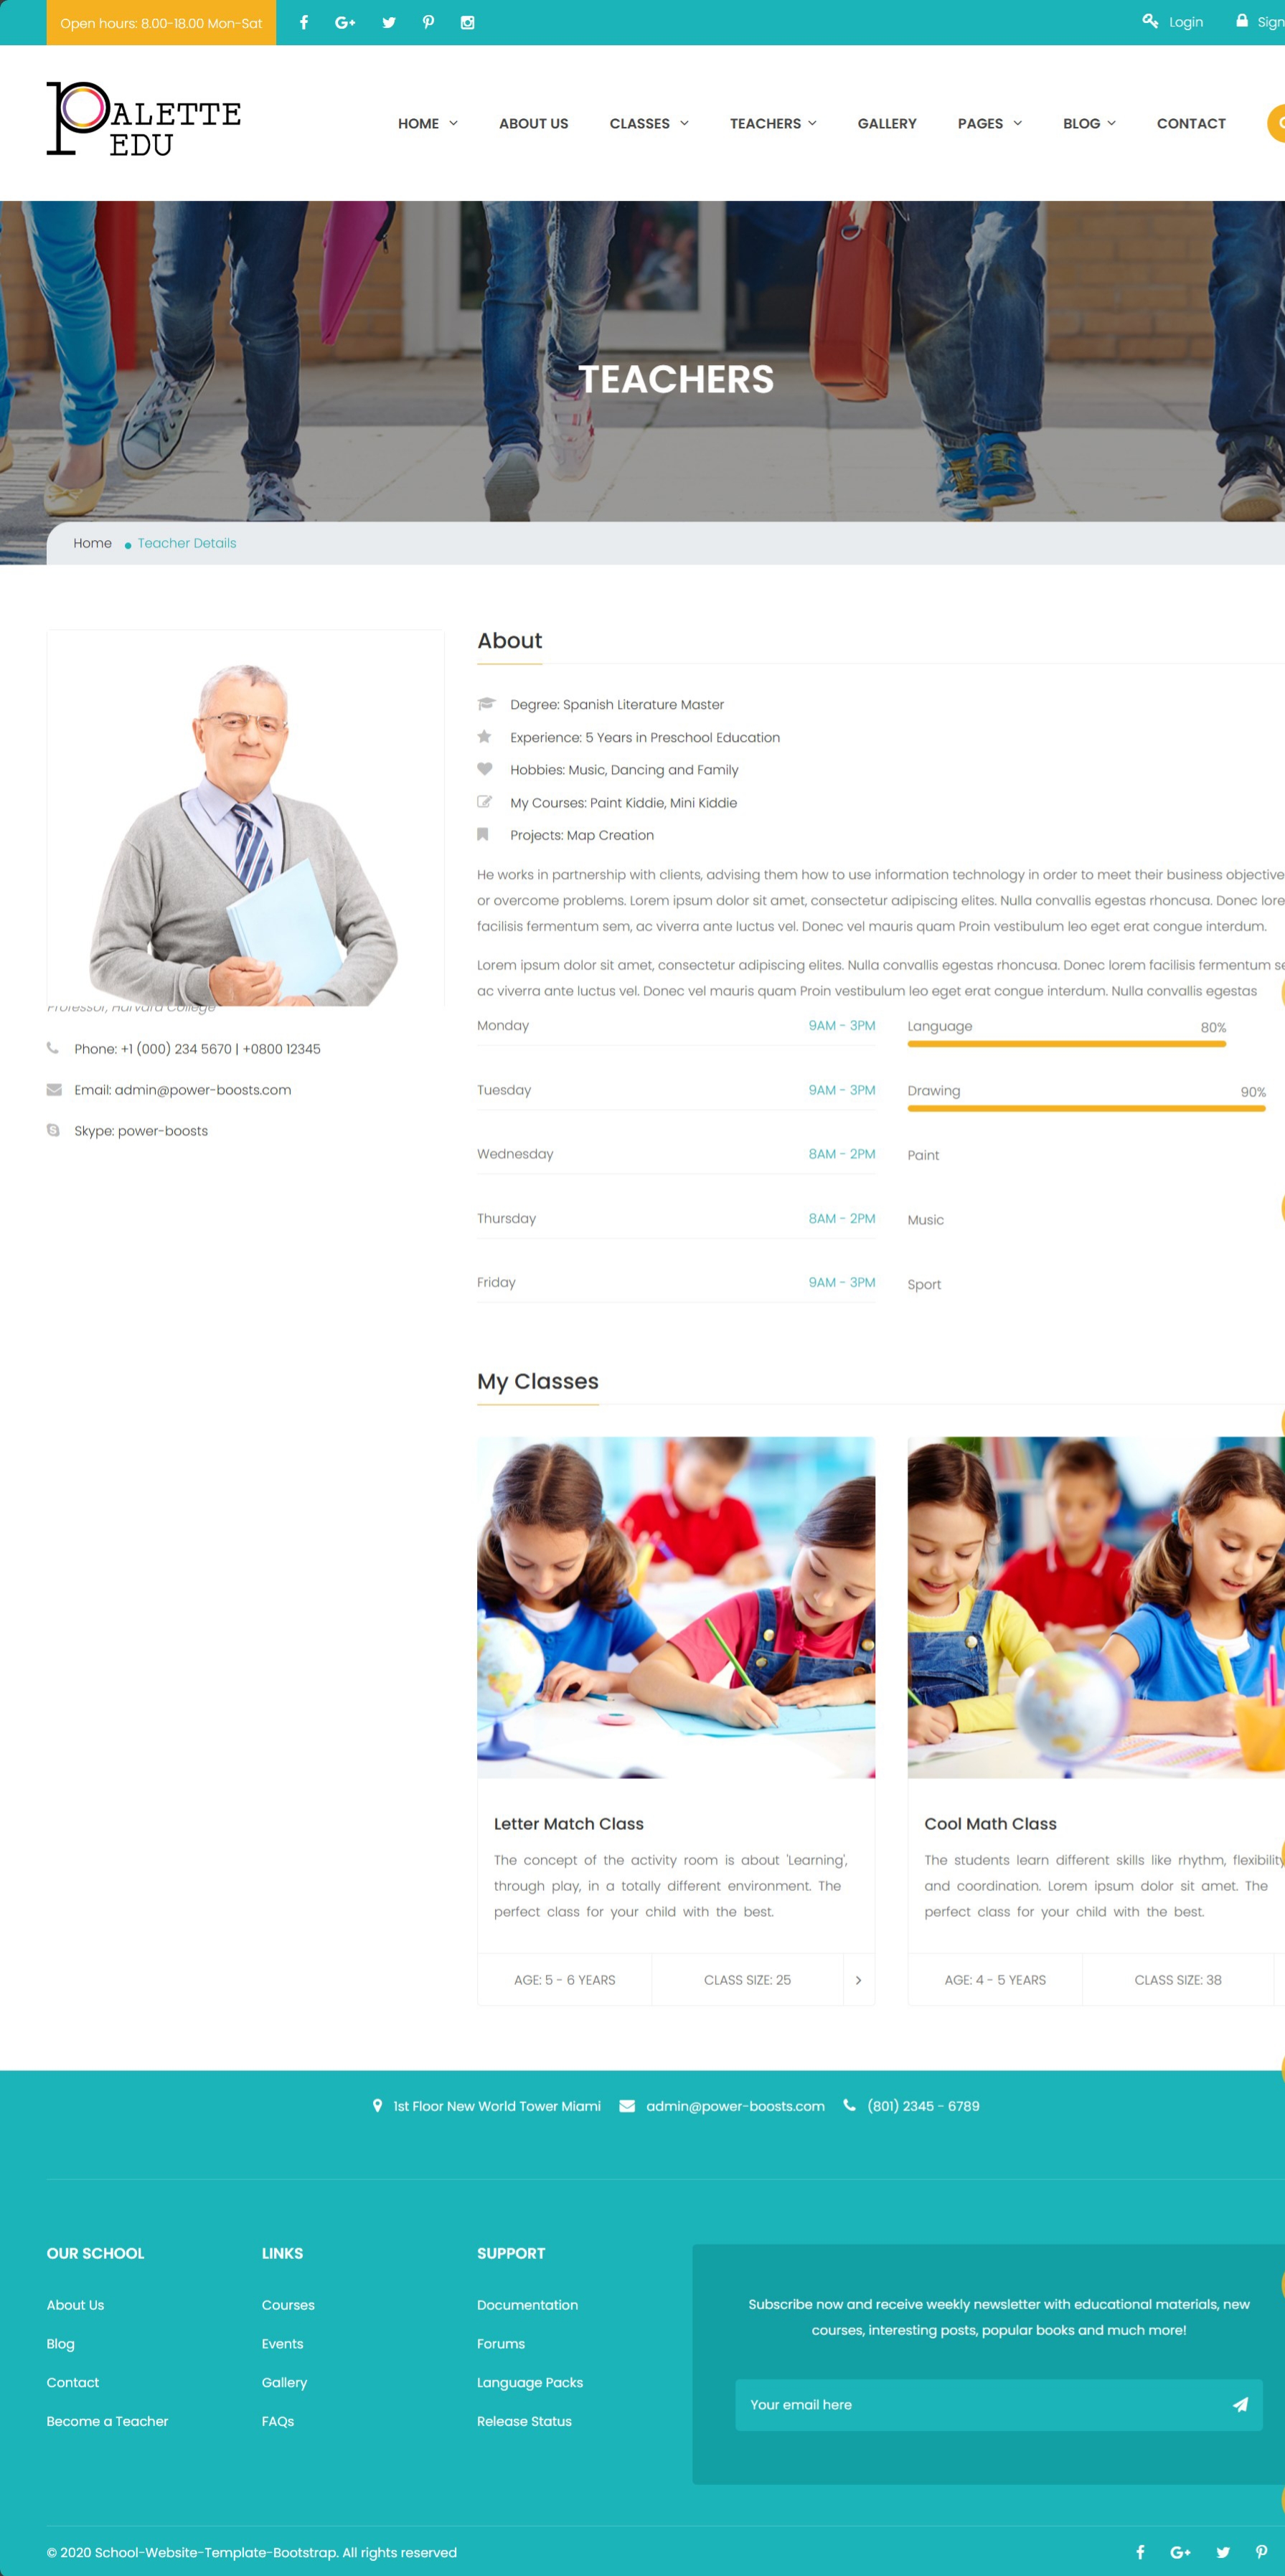 Open hours: 8.00-18.00 Mon-Sat
Login
Sign
PALETTE
EDU
HOME
ABOUT US
CLASSES
TEACHERS
GALLERY
PAGES
BLOG
CONTACT
TEACHERS
Home
Teacher Details
Professor, Harvard College
Phone: +1 (000) 234 5670 | +0800 12345
Email: admin@power-boosts.com
Skype: power-boosts
About
Degree: Spanish Literature Master
Experience: 5 Years in Preschool Education
Hobbies: Music, Dancing and Family
My Courses: Paint Kiddie, Mini Kiddie
Projects: Map Creation
He works in partnership with clients, advising them how to use information technology in order to meet their business objective
or overcome problems. Lorem ipsum dolor sit amet, consectetur adipiscing elites. Nulla convallis egestas rhoncusa. Donec lore
facilisis fermentum sem, ac viverra ante luctus vel. Donec vel mauris quam Proin vestibulum leo eget erat congue interdum.
Lorem ipsum dolor sit amet, consectetur adipiscing elites. Nulla convallis egestas rhoncusa. Donec lorem facilisis fermentum se
ac viverra ante luctus vel. Donec vel mauris quam Proin vestibulum leo eget erat congue interdum. Nulla convallis egestas
Monday 9AM - 3PM
Tuesday 9AM - 3PM
Wednesday 8AM - 2PM
Thursday 8AM - 2PM
Friday 9AM - 3PM
Language 80%
Drawing 90%
Paint
Music
Sport
My Classes
Letter Match Class
The concept of the activity room is about 'Learning',
through play, in a totally different environment. The
perfect class for your child with the best.
AGE: 5 - 6 YEARS
CLASS SIZE: 25
Cool Math Class
The students learn different skills like rhythm, flexibility
and coordination. Lorem ipsum dolor sit amet. The
perfect class for your child with the best.
AGE: 4 - 5 YEARS
CLASS SIZE: 38
1st Floor New World Tower Miami
admin@power-boosts.com
(801) 2345 - 6789
OUR SCHOOL
About Us
Blog
Contact
Become a Teacher
LINKS
Courses
Events
Gallery
FAQs
SUPPORT
Documentation
Forums
Language Packs
Release Status
Subscribe now and receive weekly newsletter with educational materials, new
courses, interesting posts, popular books and much more!
Your email here
© 2020 School-Website-Template-Bootstrap. All rights reserved